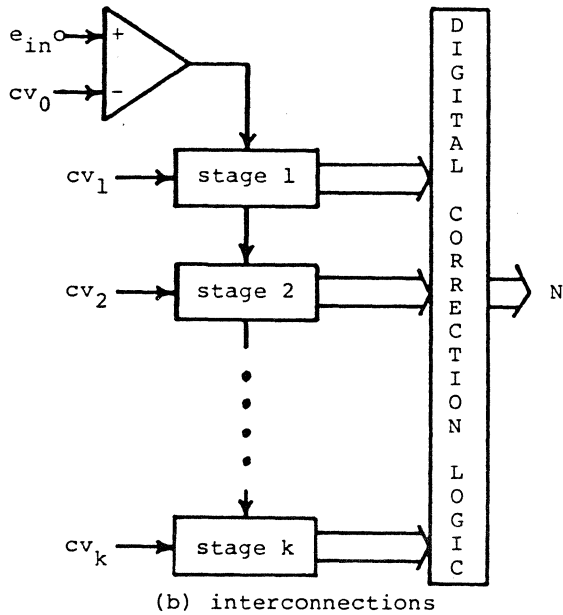 e_in
+
cv_0
−
cv_1
stage 1
cv_2
stage 2
cv_k
stage k
DIGITAL CORRECTION LOGIC
N
(b) interconnections